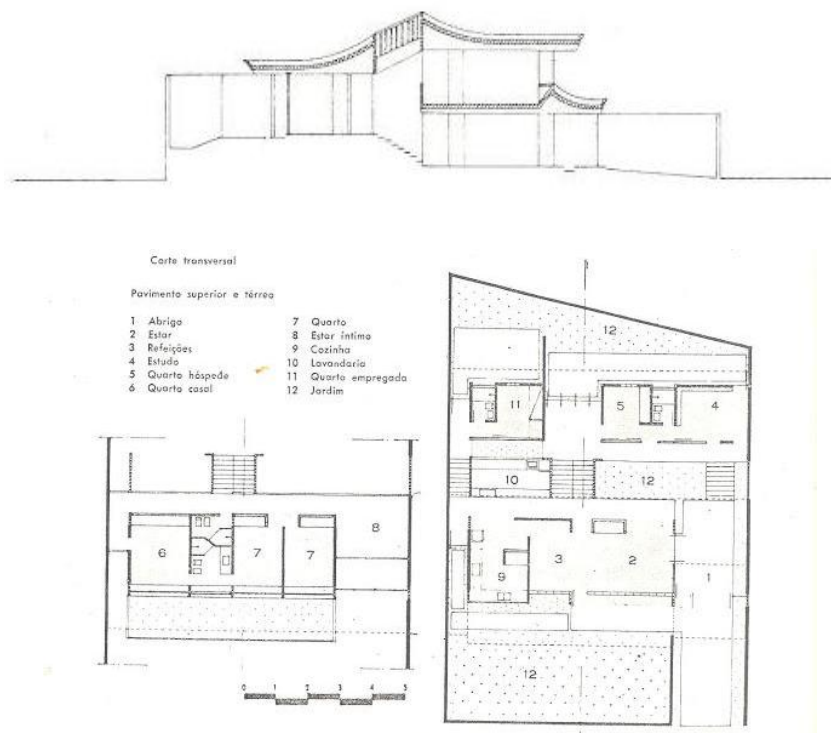 Corte transversal
Pavimento superior e térreo
1 Abrigo
2 Estar
3 Refeições
4 Estudo
5 Quarto hóspede
6 Quarto casal
7 Quarto
8 Estar íntimo
9 Cozinha
10 Lavandaria
11 Quarto empregada
12 Jardim
12
11
5
4
10
12
8
6
7
7
9
3
2
1
12
0 1 2 3 4 5